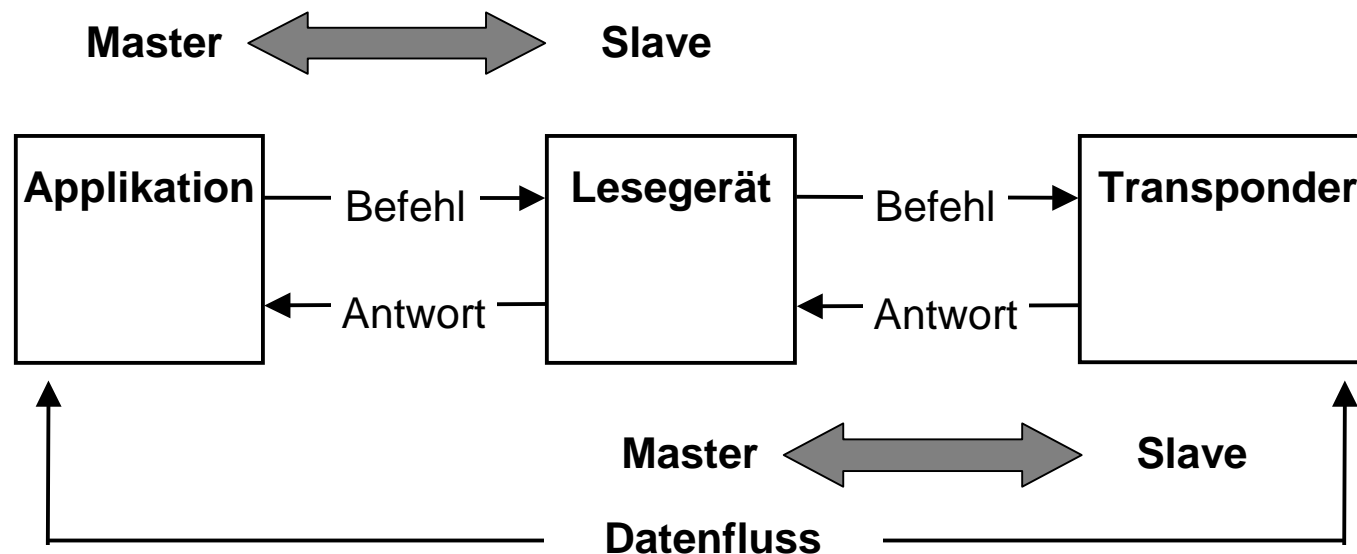 Master Slave
Applikation Befehl Lesegerät Befehl Transponder
Antwort Antwort
Master Slave
Datenfluss